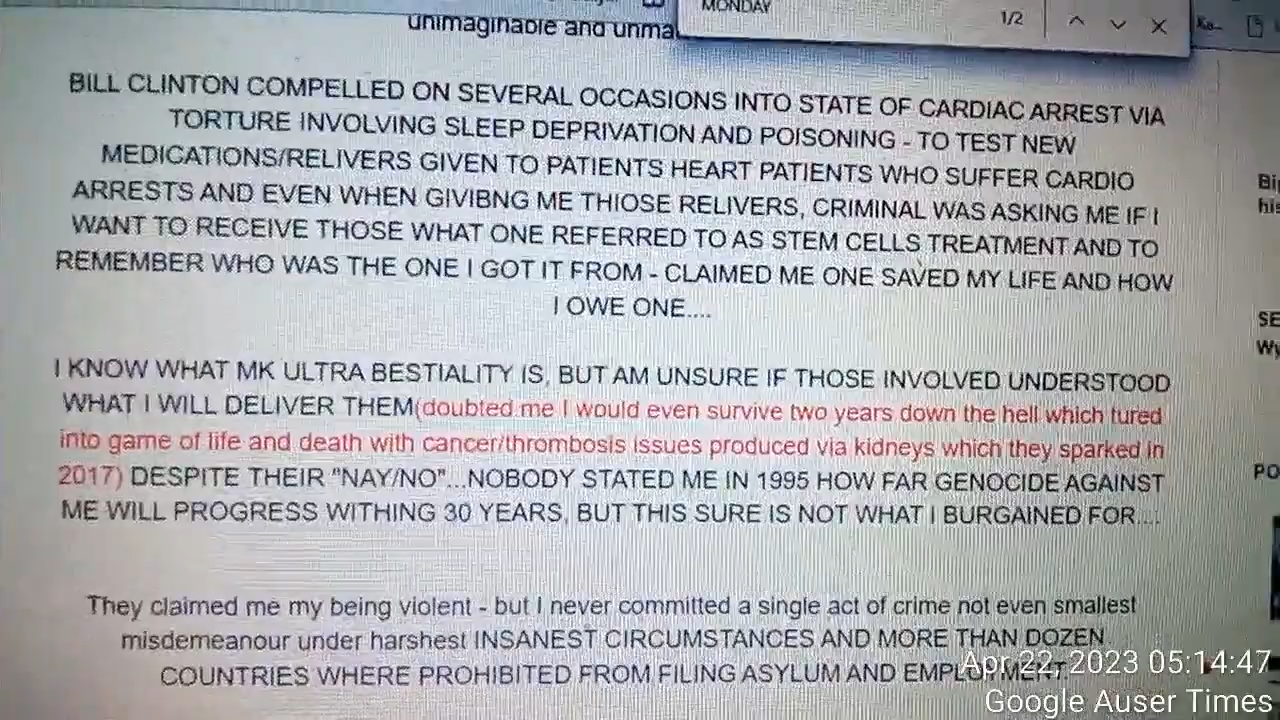 MONDAY
1/2
unimaginable and unma
BILL CLINTON COMPELLED ON SEVERAL OCCASIONS INTO STATE OF CARDIAC ARREST VIA
TORTURE INVOLVING SLEEP DEPRIVATION AND POISONING - TO TEST NEW
MEDICATIONS/RELIVERS GIVEN TO PATIENTS HEART PATIENTS WHO SUFFER CARDIO
ARRESTS AND EVEN WHEN GIVIBNG ME THIOSE RELIVERS, CRIMINAL WAS ASKING ME IF I
WANT TO RECEIVE THOSE WHAT ONE REFERRED TO AS STEM CELLS TREATMENT AND TO
REMEMBER WHO WAS THE ONE I GOT IT FROM - CLAIMED ME ONE SAVED MY LIFE AND HOW
I OWE ONE....
I KNOW WHAT MK ULTRA BESTIALITY IS, BUT AM UNSURE IF THOSE INVOLVED UNDERSTOOD
WHAT I WILL DELIVER THEM(doubted me I would even survive two years down the hell which tured
into game of life and death with cancer/thrombosis issues produced via kidneys which they sparked in
2017) DESPITE THEIR "NAY/NO"...NOBODY STATED ME IN 1995 HOW FAR GENOCIDE AGAINST
ME WILL PROGRESS WITHING 30 YEARS, BUT THIS SURE IS NOT WHAT I BURGAINED FOR....
They claimed me my being violent - but I never committed a single act of crime not even smallest
misdemeanour under harshest INSANEST CIRCUMSTANCES AND MORE THAN DOZEN
COUNTRIES WHERE PROHIBITED FROM FILING ASYLUM AND EMPLOYMENT.
Ko...
his
SE
PO
Apr 22, 2023 05:14:47
Google Auser Times